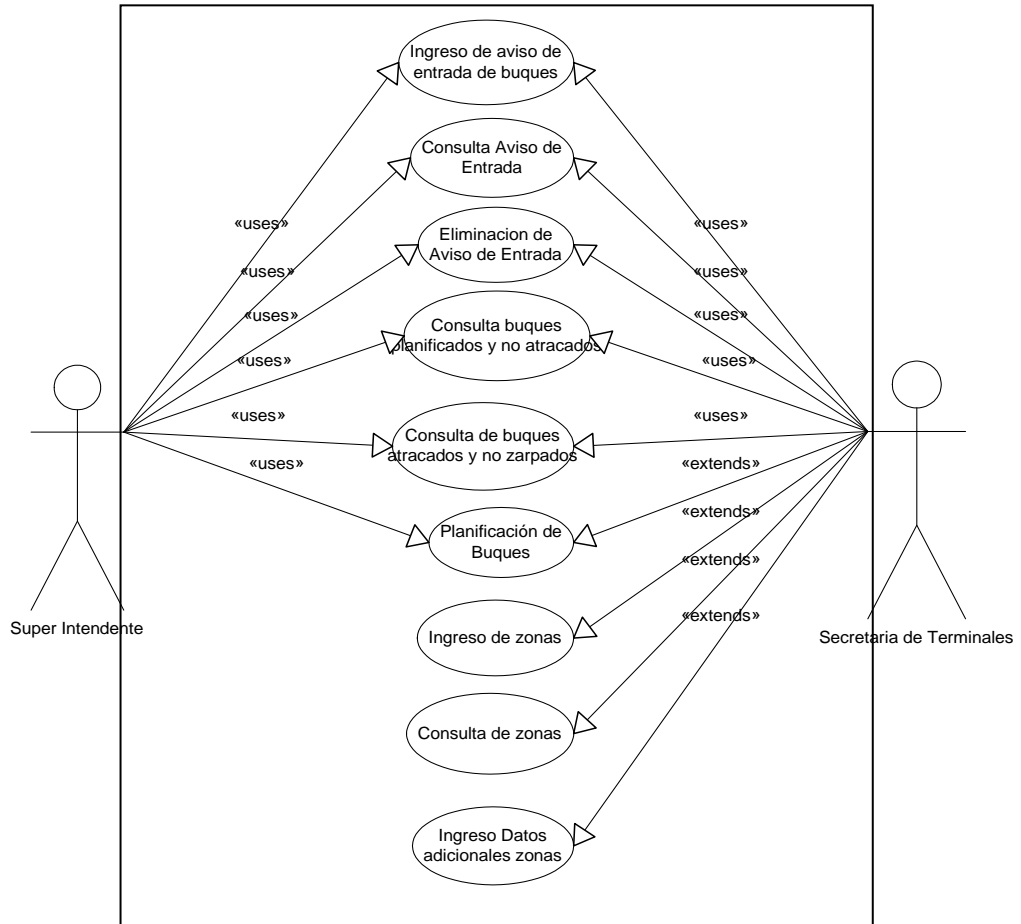 Ingreso de aviso de
entrada de buques
Consulta Aviso de
Entrada
«uses»
«uses»
Eliminacion de
Aviso de Entrada
«uses»
«uses»
«uses»
«uses»
Consulta buques
planificados y no atracados
«uses»
«uses»
«uses»
«uses»
Consulta de buques
atracados y no zarpados
«uses»
«extends»
Planificación de
Buques
«extends»
«extends»
«extends»
Ingreso de zonas
Super Intendente
Secretaria de Terminales
Consulta de zonas
Ingreso Datos
adicionales zonas